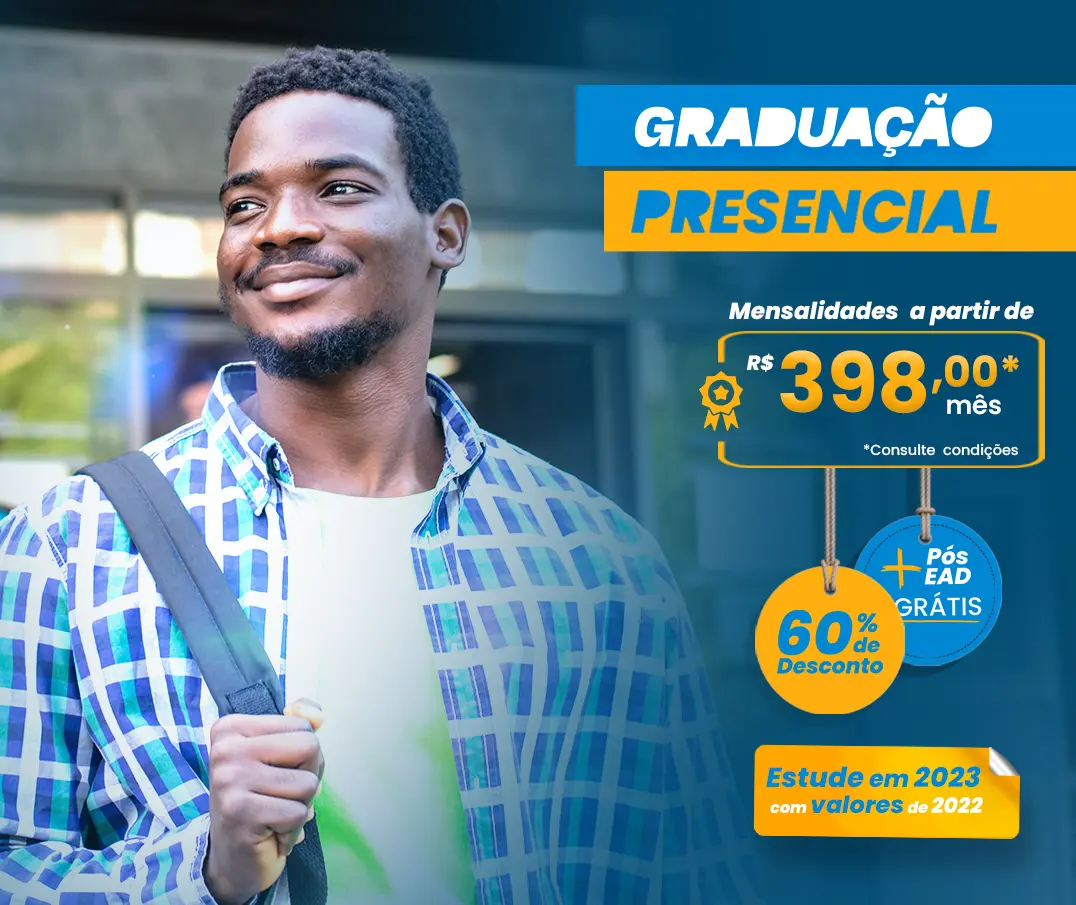 GRADUAÇÃO
PRESENCIAL
Mensalidades a partir de
R$ 398,00*
mês
*Consulte condições
+ Pós
EAD
GRÁTIS
60%
de
Desconto
Estude em 2023
com valores de 2022